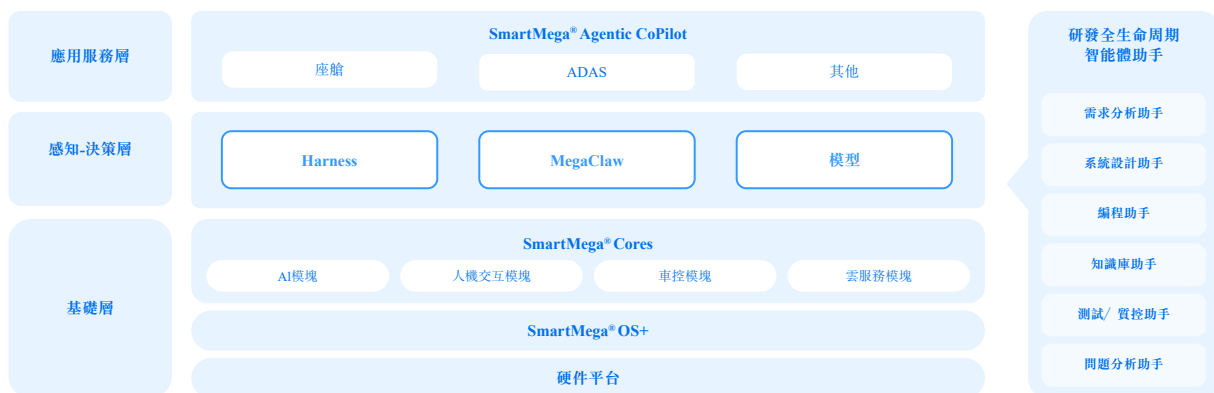 應用服務層
SmartMega® Agentic CoPilot
座艙
ADAS
其他
感知-決策層
Harness
MegaClaw
模型
基礎層
SmartMega® Cores
AI模塊
人機交互模塊
車控模塊
雲服務模塊
SmartMega® OS+
硬件平台
研發全生命周期
智能體助手
需求分析助手
系統設計助手
編程助手
知識庫助手
測試/ 質控助手
問題分析助手